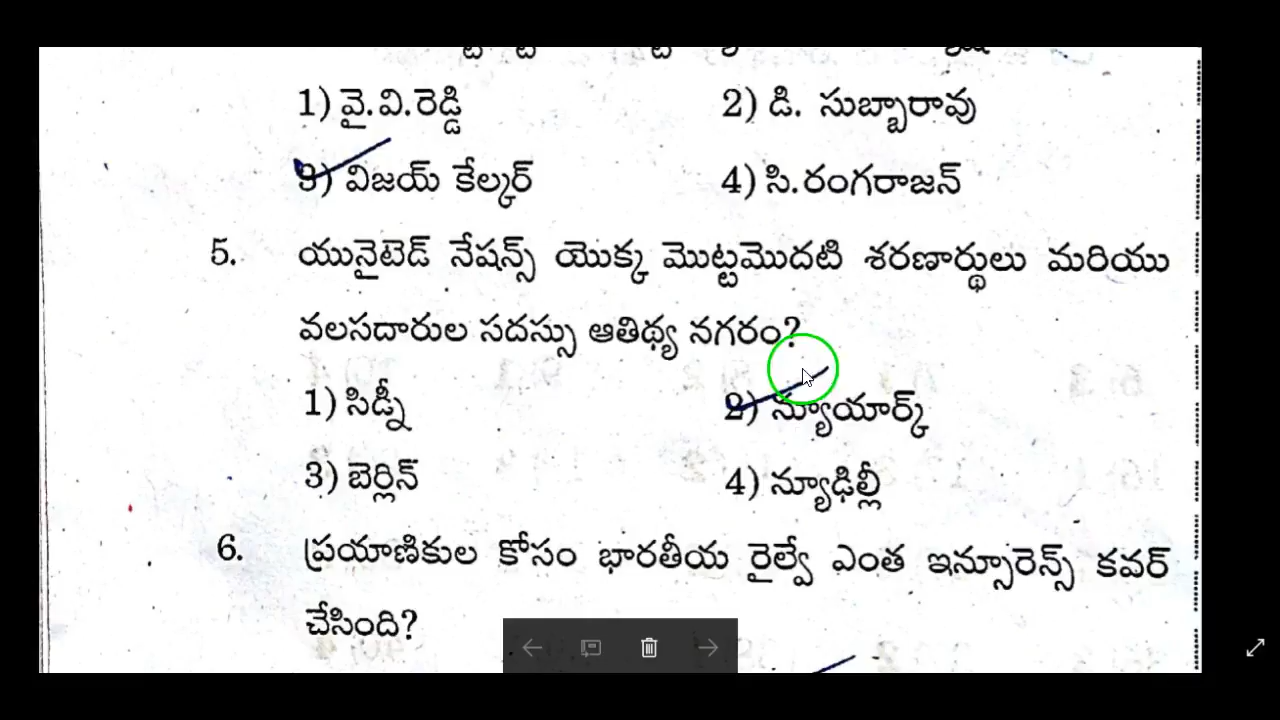 1) వై.వి.రెడ్డి 2) డి. సుబ్బారావు
3) విజయ్ కేల్కర్ 4) సి.రంగరాజన్
5. యునైటెడ్ నేషన్స్ యొక్క మొట్టమొదటి శరణార్థులు మరియు
వలసదారుల సదస్సు ఆతిథ్య నగరం?
1) సిడ్నీ 2) న్యూయార్క్
3) బెర్లిన్ 4) న్యూఢిల్లీ
6. ప్రయాణికుల కోసం భారతీయ రైల్వే ఎంత ఇన్సూరెన్స్ కవర్
చేసింది?